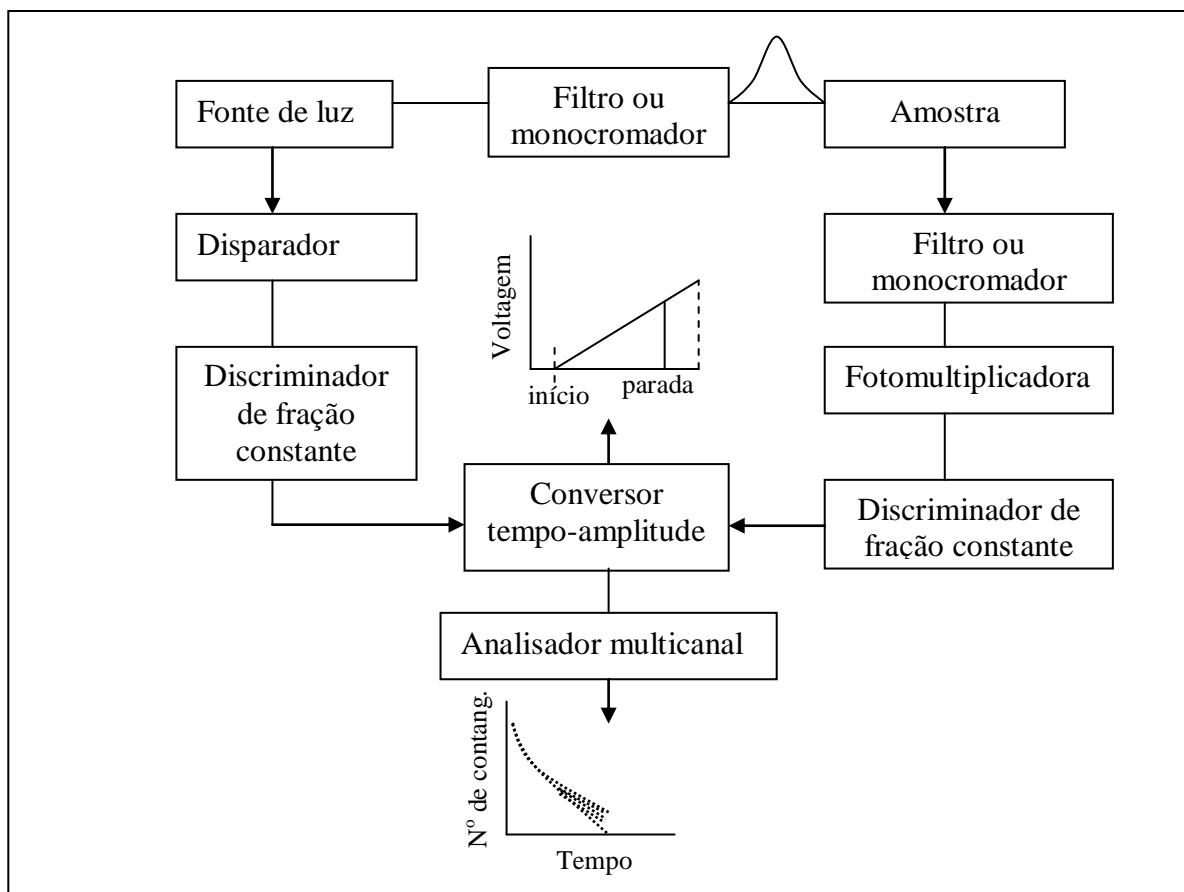 Fonte de luz
Filtro ou
monocromador
Amostra
Disparador
Filtro ou
monocromador
Voltagem
início
parada
Discriminador
de fração
constante
Fotomultiplicadora
Conversor
tempo-amplitude
Discriminador de
fração constante
Analisador multicanal
Nº de contang.
Tempo